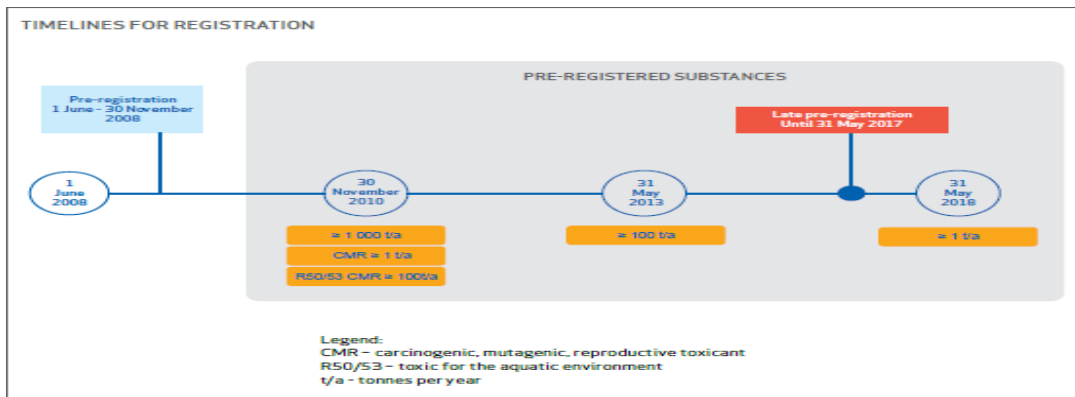 TIMELINES FOR REGISTRATION
PRE-REGISTERED SUBSTANCES
Pre-registration
1 June - 30 November
2008
Late pre-registration
Until 31 May 2017
1
June
2008
30
November
2010
31
May
2013
31
May
2018
≥ 1 000 t/a
CMR ≥ 1 t/a
R50/53 CMR ≥ 100t/a
≥ 100 t/a
≥ 1 t/a
Legend:
CMR – carcinogenic, mutagenic, reproductive toxicant
R50/53 – toxic for the aquatic environment
t/a - tonnes per year